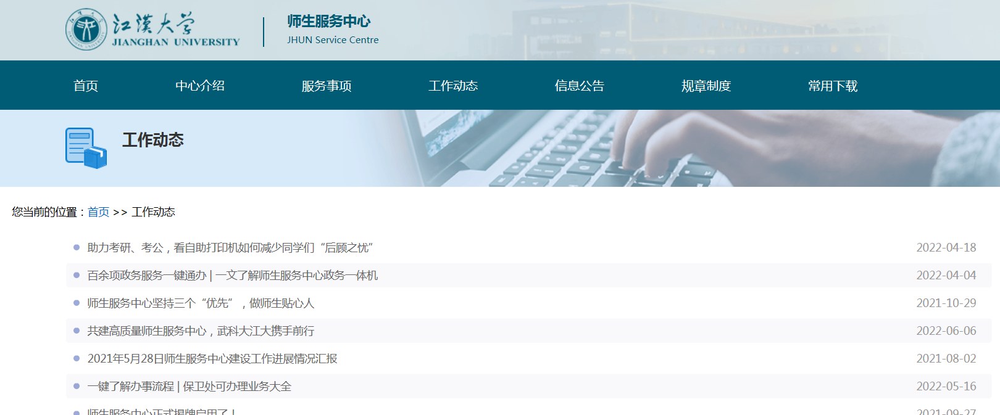 江漢大学
JIANGHAN UNIVERSITY
师生服务中心
JHUN Service Centre
首页 中心介绍 服务事项 工作动态 信息公告 规章制度 常用下载
工作动态
您当前的位置：首页 >> 工作动态
助力考研、考公，看自助打印机如何减少同学们“后顾之忧” 2022-04-18
百余项政务服务一键通办 | 一文了解师生服务中心政务一体机 2022-04-04
师生服务中心坚持三个“优先”，做师生贴心人 2021-10-29
共建高质量师生服务中心，武科大江大携手前行 2022-06-06
2021年5月28日师生服务中心建设工作进展情况汇报 2021-08-02
一键了解办事流程 | 保卫处可办理业务大全 2022-05-16
师生服务中心正式揭牌启用了！ 2021-09-27